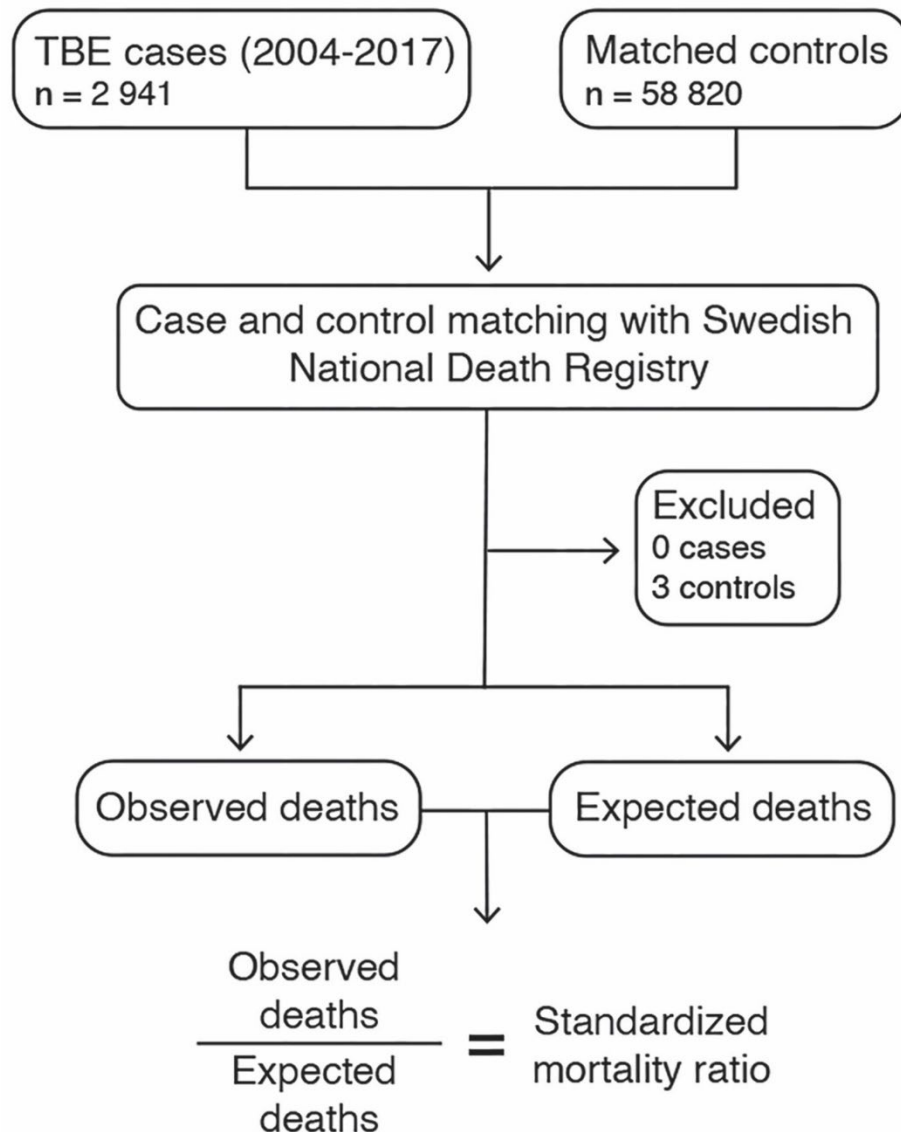 TBE cases (2004-2017)
n = 2 941
Matched controls
n = 58 820
Case and control matching with Swedish
National Death Registry
Excluded
0 cases
3 controls
Observed deaths
Expected deaths
Observed
deaths
Expected
deaths
=
Standardized
mortality ratio